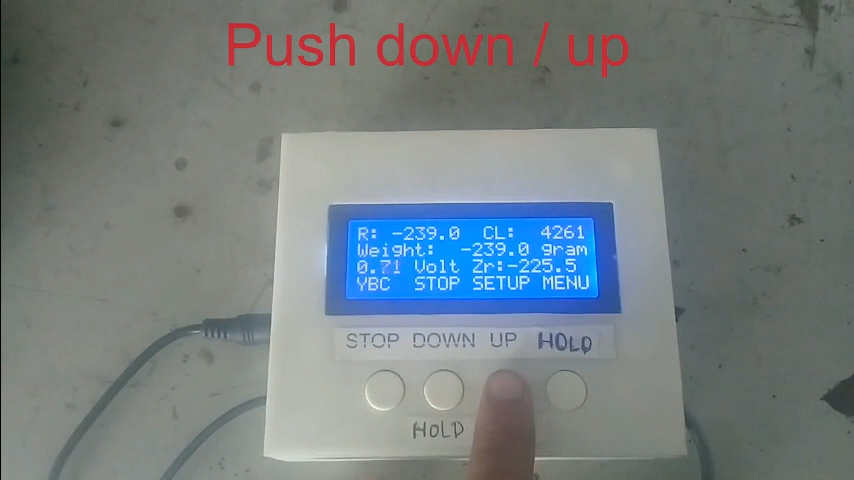 Push down / up
R: -239.0 CL: 4261
Weight: -239.0 gram
0.71 Volt Zr:-225.5
YBC STOP SETUP MENU
STOP DOWN UP HOLD
HOLD